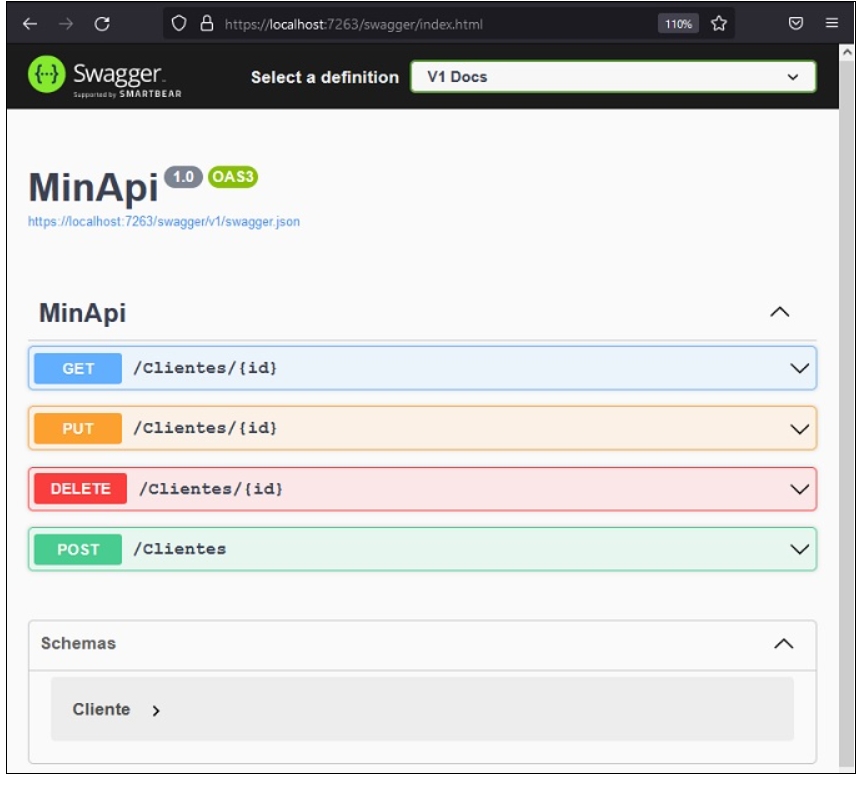 https://localhost:7263/swagger/index.html 110%
{...} Swagger. Select a definition V1 Docs
Supported by SMARTBEAR
MinApi 1.0 OAS3
https://localhost:7263/swagger/v1/swagger.json
MinApi
GET /Clientes/{id}
PUT /Clientes/{id}
DELETE /Clientes/{id}
POST /Clientes
Schemas
Cliente